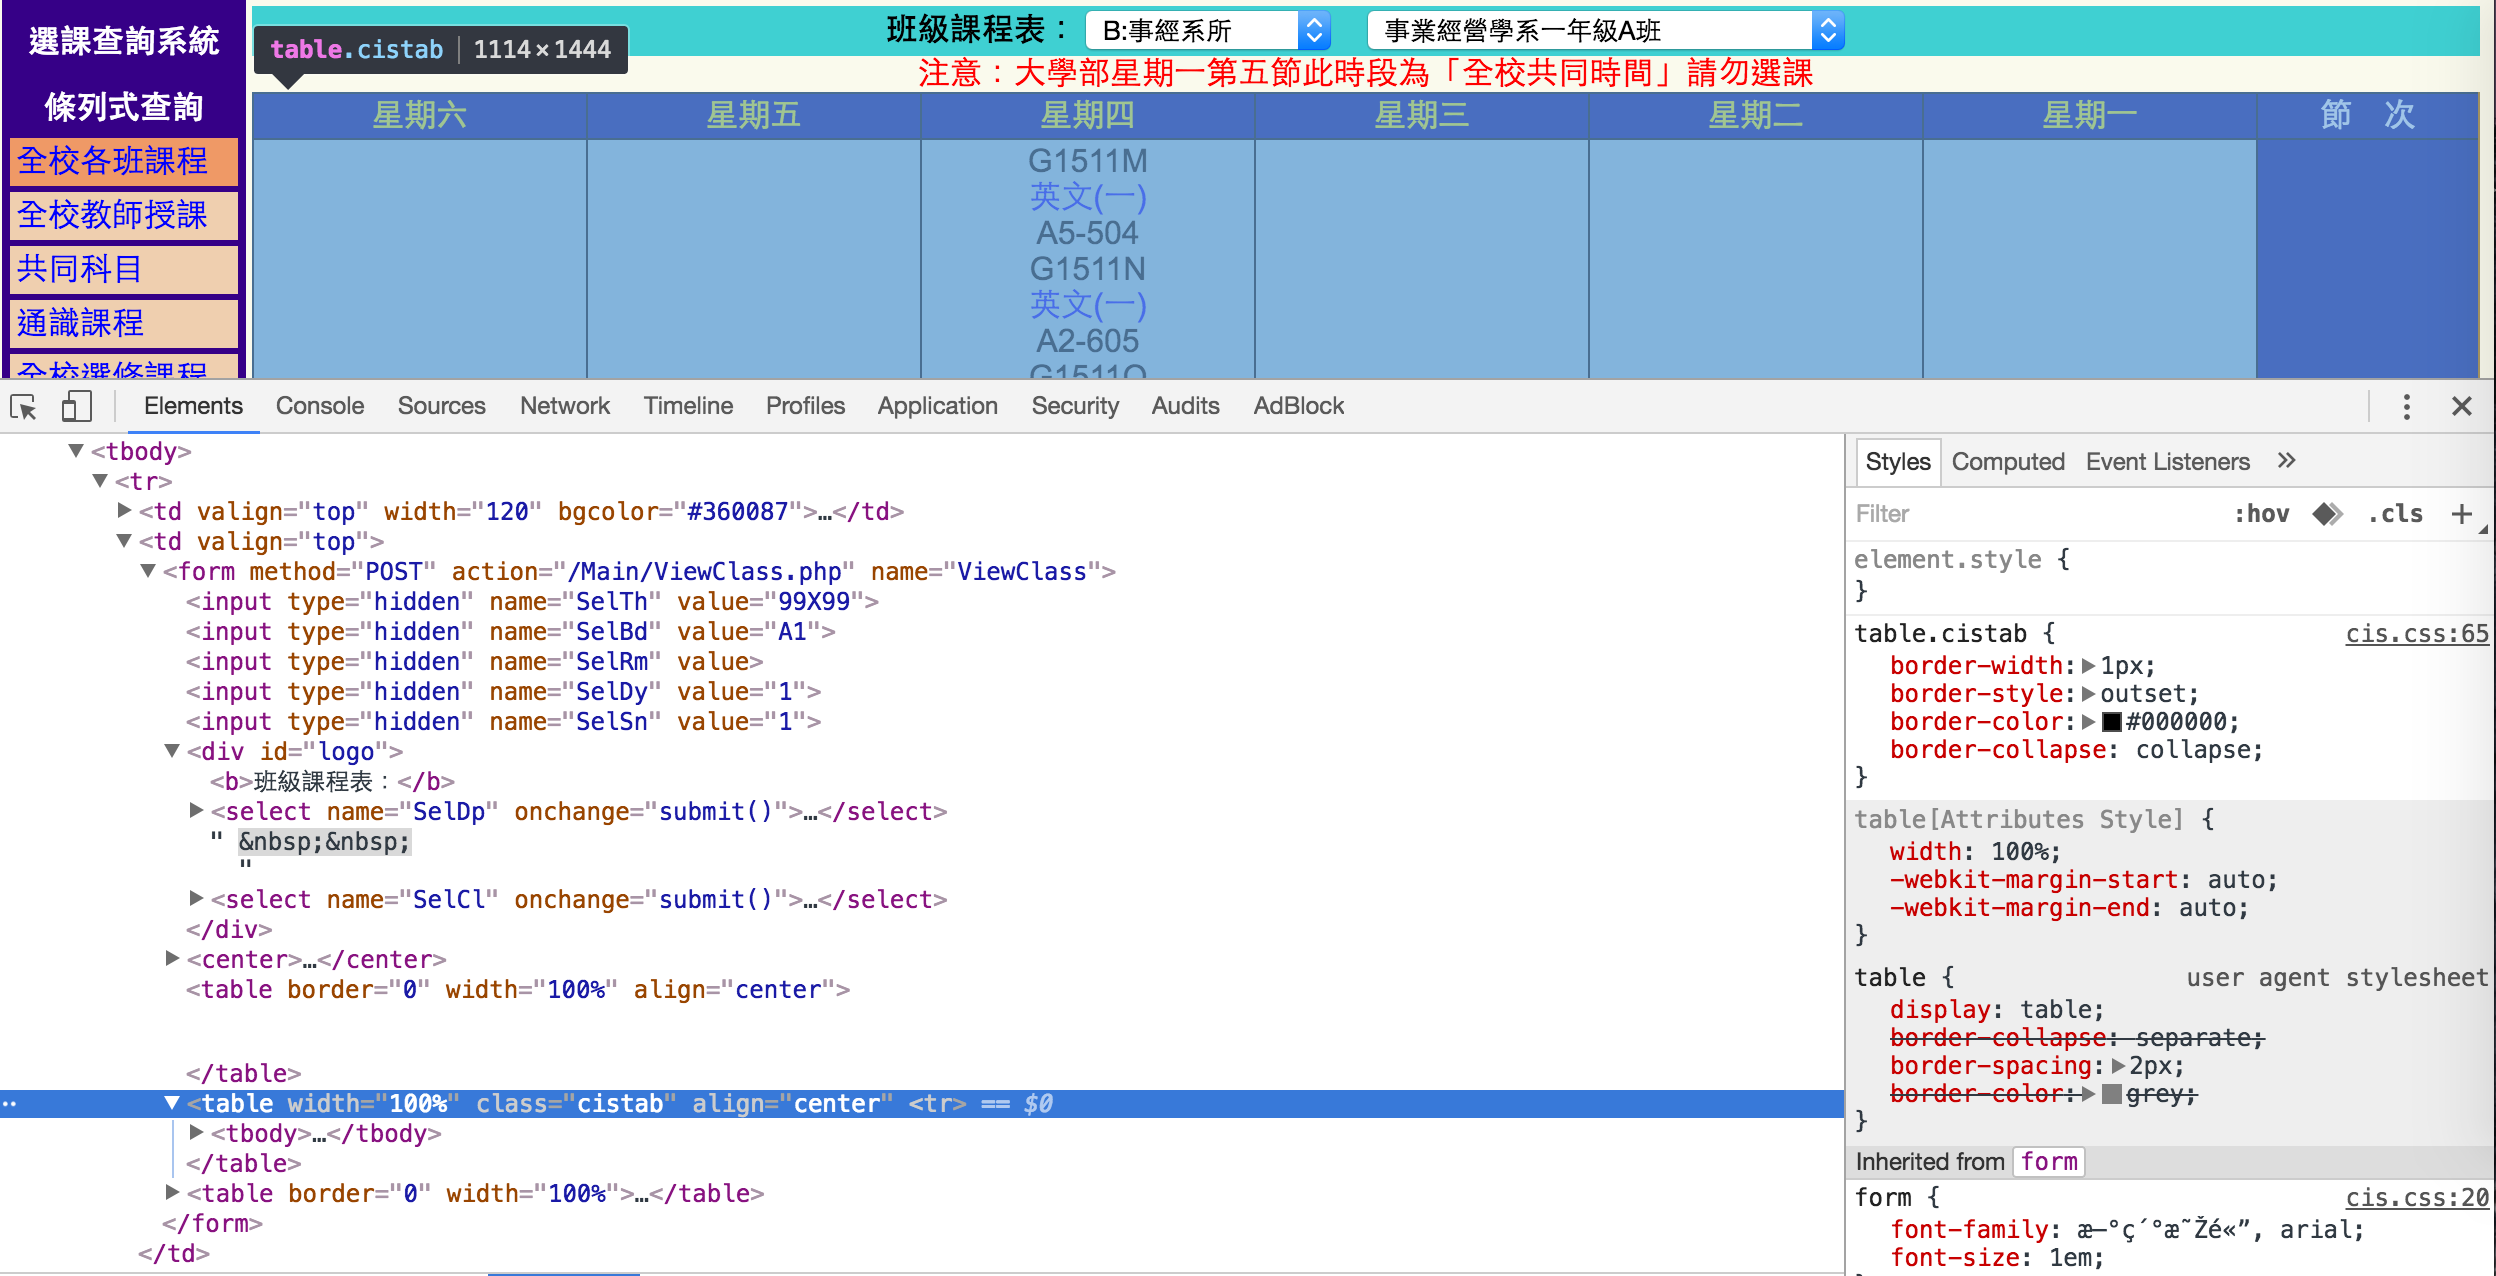 選課查詢系統
條列式查詢
全校各班課程
全校教師授課
共同科目
通識課程
全校選修課程
table.cistab | 1114×1444
班級課程表： B:事經系所 事業經營學系一年級A班
注意：大學部星期一第五節此時段為「全校共同時間」請勿選課
星期六 星期五 星期四 星期三 星期二 星期一 節 次
G1511M
英文(一)
A5-504
G1511N
英文(一)
A2-605
G1511O
Elements Console Sources Network Timeline Profiles Application Security Audits AdBlock
<tbody>
<tr>
<td valign="top" width="120" bgcolor="#360087">…</td>
<td valign="top">
<form method="POST" action="/Main/ViewClass.php" name="ViewClass">
<input type="hidden" name="SelTh" value="99X99">
<input type="hidden" name="SelBd" value="A1">
<input type="hidden" name="SelRm" value>
<input type="hidden" name="SelDy" value="1">
<input type="hidden" name="SelSn" value="1">
<div id="logo">
<b>班級課程表：</b>
<select name="SelDp" onchange="submit()">…</select>
" &nbsp;&nbsp;
"
<select name="SelCl" onchange="submit()">…</select>
</div>
<center>…</center>
<table border="0" width="100%" align="center">
</table>
<table width="100%" class="cistab" align="center" <tr> == $0
<tbody>…</tbody>
</table>
<table border="0" width="100%">…</table>
</form>
</td>
Styles Computed Event Listeners »
Filter :hov .cls +
element.style {
}
table.cistab { cis.css:65
border-width: 1px;
border-style: outset;
border-color: #000000;
border-collapse: collapse;
}
table[Attributes Style] {
width: 100%;
-webkit-margin-start: auto;
-webkit-margin-end: auto;
}
table { user agent stylesheet
display: table;
border-collapse: separate;
border-spacing: 2px;
border-color: grey;
}
Inherited from form
form { cis.css:20
font-family: æ–°ç´°æ˜Žé«”, arial;
font-size: 1em;